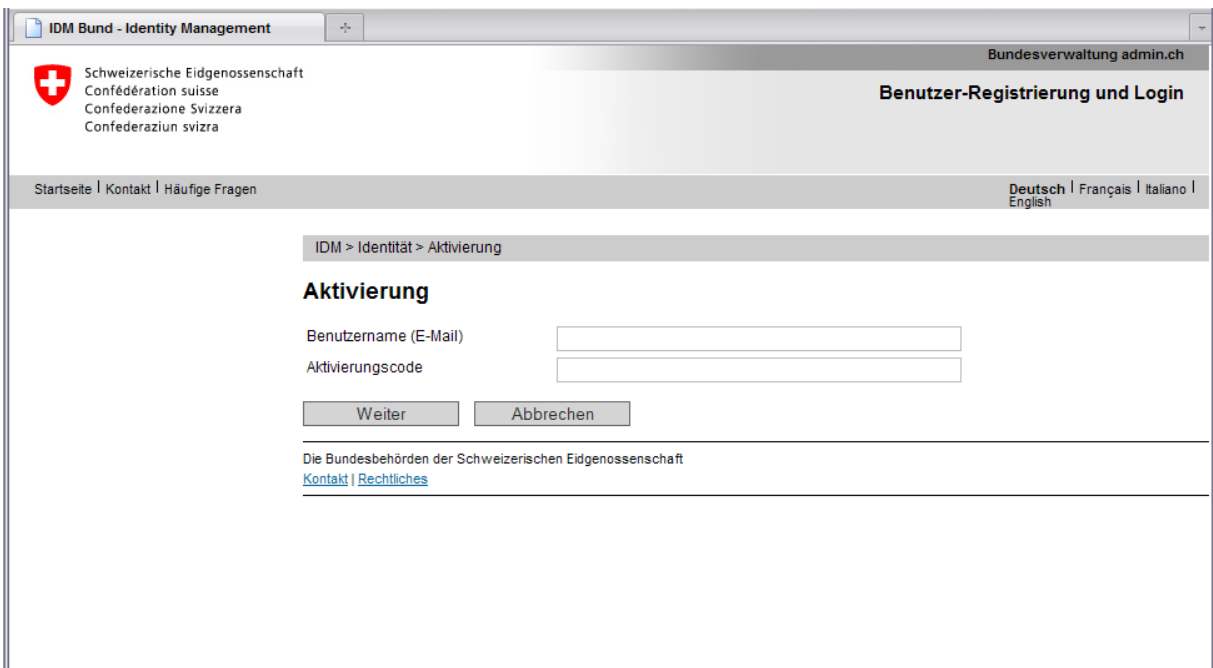 IDM Bund - Identity Management
Bundesverwaltung admin.ch
Schweizerische Eidgenossenschaft
Confédération suisse
Confederazione Svizzera
Confederaziun svizra
Benutzer-Registrierung und Login
Startseite | Kontakt | Häufige Fragen
Deutsch | Français | Italiano |
English
IDM > Identität > Aktivierung
Aktivierung
Benutzername (E-Mail)
Aktivierungscode
Weiter Abbrechen
Die Bundesbehörden der Schweizerischen Eidgenossenschaft
Kontakt | Rechtliches